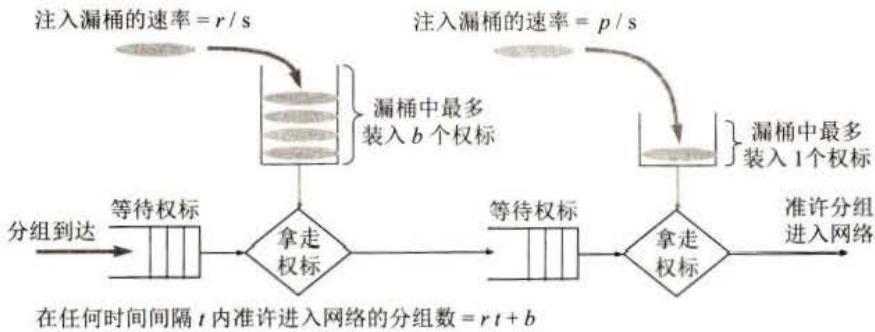 注入漏桶的速率 = r / s
注入漏桶的速率 = p / s
漏桶中最多
装入 b 个权标
漏桶中最多
装入 1个权标
分组到达
等待权标
拿走
权标
等待权标
拿走
权标
准许分组
进入网络
在任何时间间隔 t 内准许进入网络的分组数 = r t + b